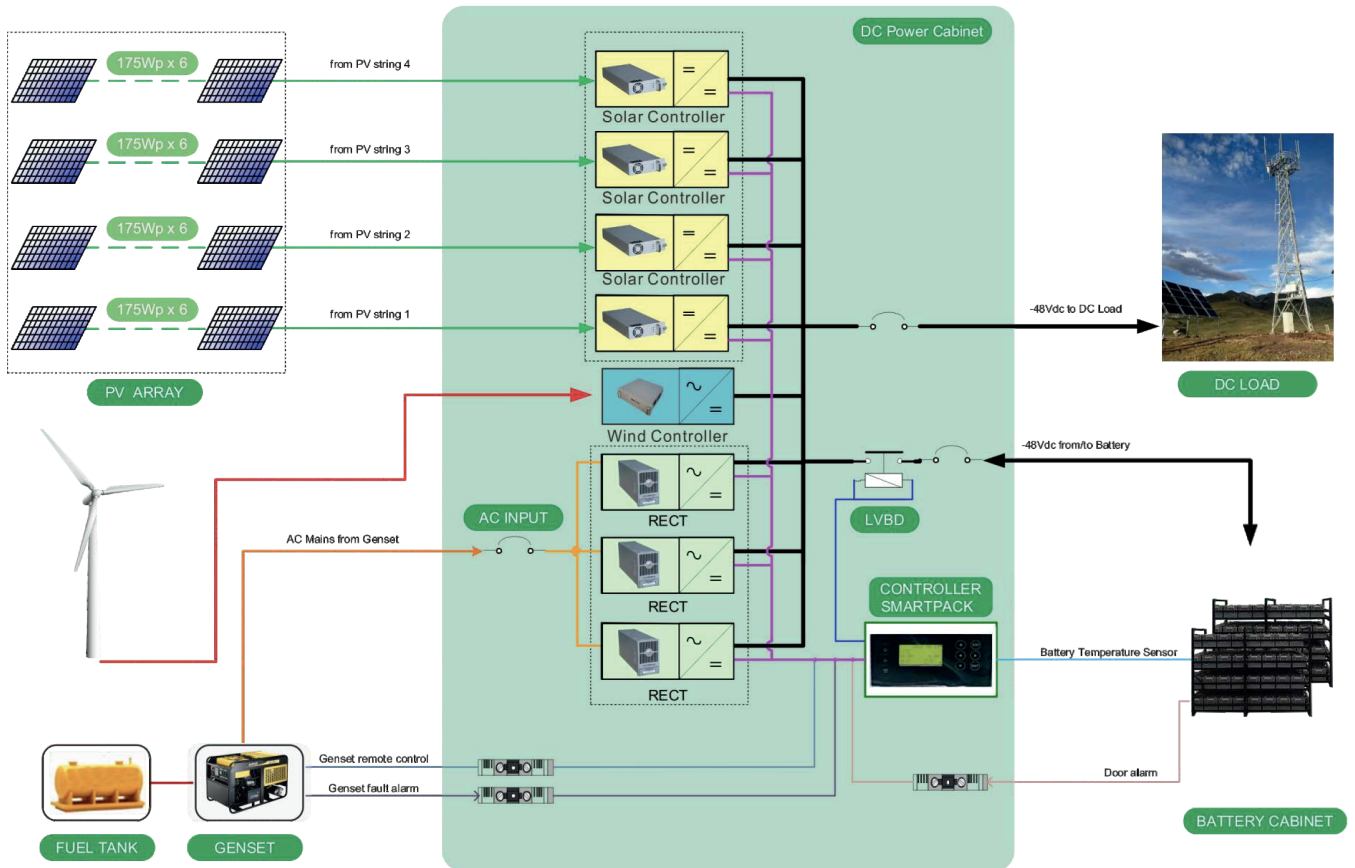 DC Power Cabinet
175Wp x 6
from PV string 4
Solar Controller
175Wp x 6
from PV string 3
Solar Controller
175Wp x 6
from PV string 2
Solar Controller
175Wp x 6
from PV string 1
-48Vdc to DC Load
PV ARRAY
DC LOAD
Wind Controller
-48Vdc from/to Battery
AC INPUT
RECT
LVBD
AC Mains from Genset
RECT
CONTROLLER
SMARTPACK
Battery Temperature Sensor
RECT
Genset remote control
Genset fault alarm
Door alarm
FUEL TANK
GENSET
BATTERY CABINET